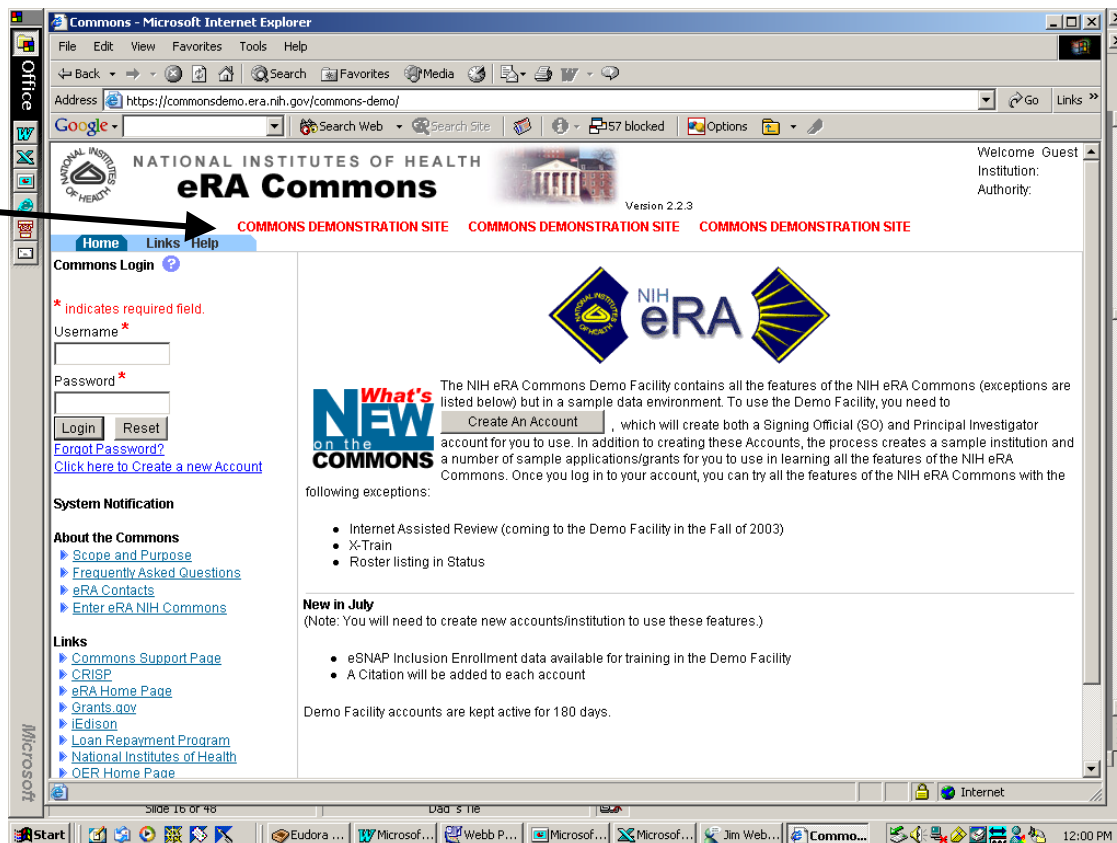 Commons - Microsoft Internet Explorer
File Edit View Favorites Tools Help
Back Search Favorites Media
Address https://commonsdemo.era.nih.gov/commons-demo/ Go Links »
Google Search Web Search Site 57 blocked Options
Office
NATIONAL INSTITUTES OF HEALTH
eRA Commons
Version 2.2.3
Welcome Guest
Institution:
Authority:
COMMONS DEMONSTRATION SITE COMMONS DEMONSTRATION SITE COMMONS DEMONSTRATION SITE
Home Links Help
Commons Login ?
* indicates required field.
Username *
Password *
Login Reset
Forgot Password?
Click here to Create a new Account
System Notification
About the Commons
Scope and Purpose
Frequently Asked Questions
eRA Contacts
Enter eRA NIH Commons
Links
Commons Support Page
CRISP
eRA Home Page
Grants.gov
iEdison
Loan Repayment Program
National Institutes of Health
OER Home Page
NIH
eRA
What's
NEW
on the
COMMONS
The NIH eRA Commons Demo Facility contains all the features of the NIH eRA Commons (exceptions are
listed below) but in a sample data environment. To use the Demo Facility, you need to
Create An Account , which will create both a Signing Official (SO) and Principal Investigator
account for you to use. In addition to creating these Accounts, the process creates a sample institution and
a number of sample applications/grants for you to use in learning all the features of the NIH eRA
Commons. Once you log in to your account, you can try all the features of the NIH eRA Commons with the
following exceptions:
• Internet Assisted Review (coming to the Demo Facility in the Fall of 2003)
• X-Train
• Roster listing in Status
New in July
(Note: You will need to create new accounts/institution to use these features.)
• eSNAP Inclusion Enrollment data available for training in the Demo Facility
• A Citation will be added to each account
Demo Facility accounts are kept active for 180 days.
Microsoft
Internet
Slide 16 of 48
Start Eudora ... Microsof... Webb P... Microsof... Microsof... Jim Web... Commo... 12:00 PM